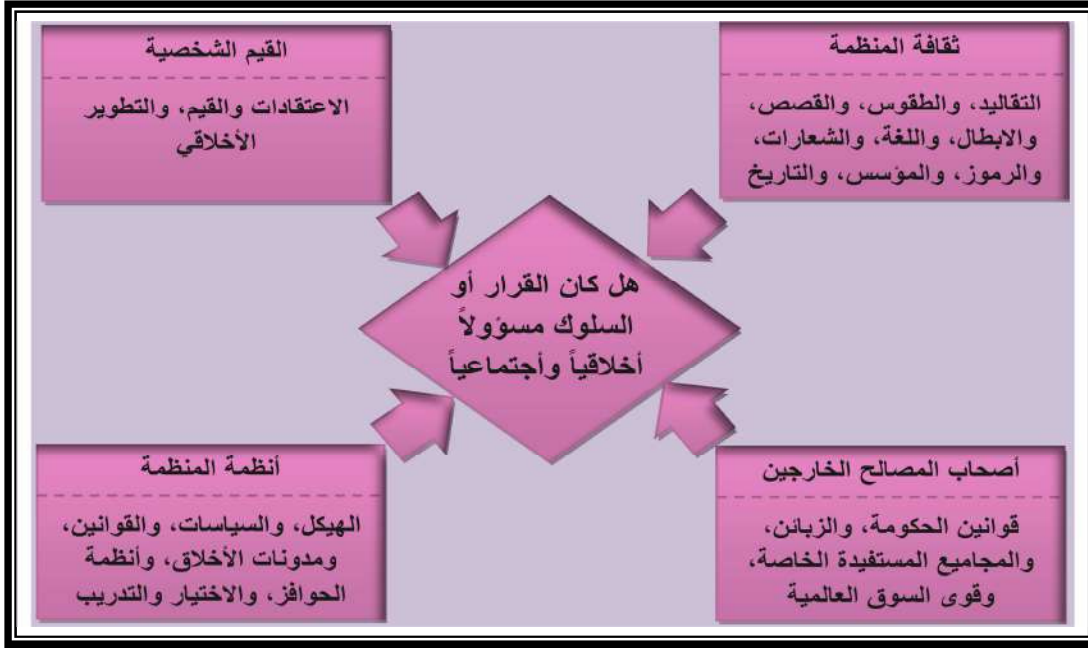 ثقافة المنظمة
التقاليد، والطقوس، والقصص،
والابطال، واللغة، والشعارات،
والرموز، والمؤسس، والتاريخ
القيم الشخصية
الاعتقادات والقيم، والتطوير
الأخلاقي
هل كان القرار أو
السلوك مسؤولاً
أخلاقياً وأجتماعياً
أصحاب المصالح الخارجين
قوانين الحكومة، والزبائن،
والمجاميع المستفيدة الخاصة،
وقوى السوق العالمية
أنظمة المنظمة
الهيكل، والسياسات، والقوانين،
ومدونات الأخلاق، وأنظمة
الحوافز، والاختيار والتدريب